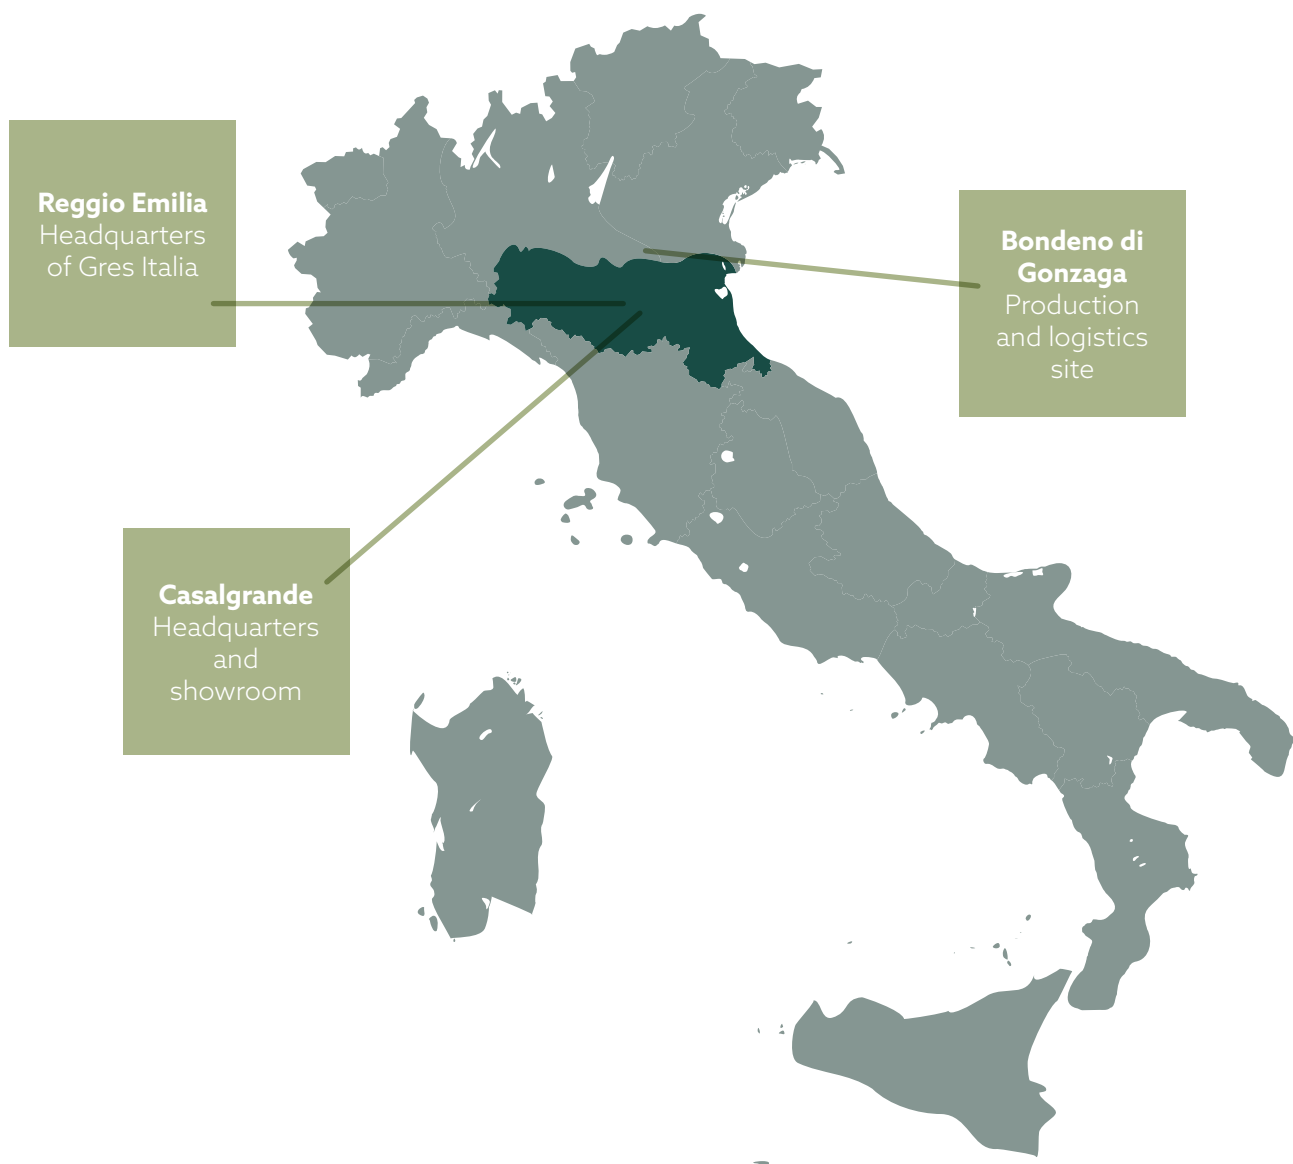 Reggio Emilia
Headquarters
of Gres Italia
Bondeno di
Gonzaga
Production
and logistics
site
Casalgrande
Headquarters
and
showroom